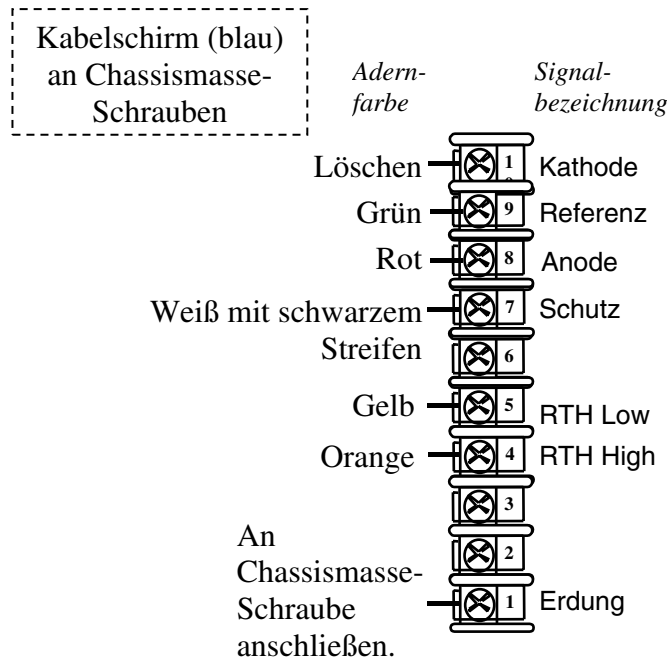 Kabelschirm (blau)
an Chassismasse-
Schrauben
Adern-
farbe
Signal-
bezeichnung
Löschen 1 Kathode
Grün 9 Referenz
Rot 8 Anode
Weiß mit schwarzem 7 Schutz
Streifen 6
Gelb 5 RTH Low
Orange 4 RTH High
3
2
An
Chassismasse-
Schraube 1 Erdung
anschließen.